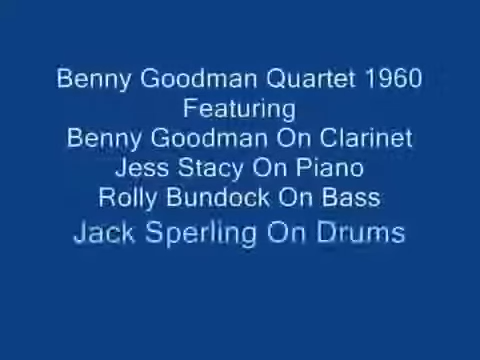 Benny Goodman Quartet 1960
Featuring
Benny Goodman On Clarinet
Jess Stacy On Piano
Rolly Bundock On Bass
Jack Sperling On Drums